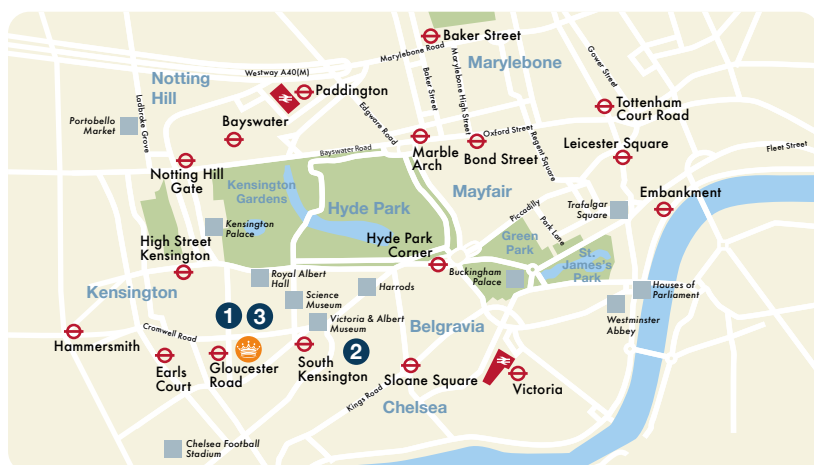 Baker Street
Marylebone Road
Marylebone
Notting
Hill
Westway A40(M)
Paddington
Baker Street
Marylebone High Street
Gower Street
Tottenham
Court Road
Portobello
Market
Ladbroke Grove
Bayswater
Edgware Road
Oxford Street
Regent Square
Leicester Square
Fleet Street
Bayswater Road
Marble
Arch
Bond Street
Notting Hill
Gate
Kensington
Gardens
Mayfair
Embankment
Hyde Park
Piccadilly
Trafalgar
Square
Park Lane
Kensington
Palace
High Street
Kensington
Hyde Park
Corner
Green
Park
St.
James's
Park
Buckingham
Palace
Royal Albert
Hall
Harrods
Houses of
Parliament
Kensington
Science
Museum
1
3
Victoria & Albert
Museum
Belgravia
Westminster
Abbey
Hammersmith
Cromwell Road
Earls
Court
Gloucester
Road
South
Kensington
2
Sloane Square
Victoria
Kings Road
Chelsea
Chelsea Football
Stadium